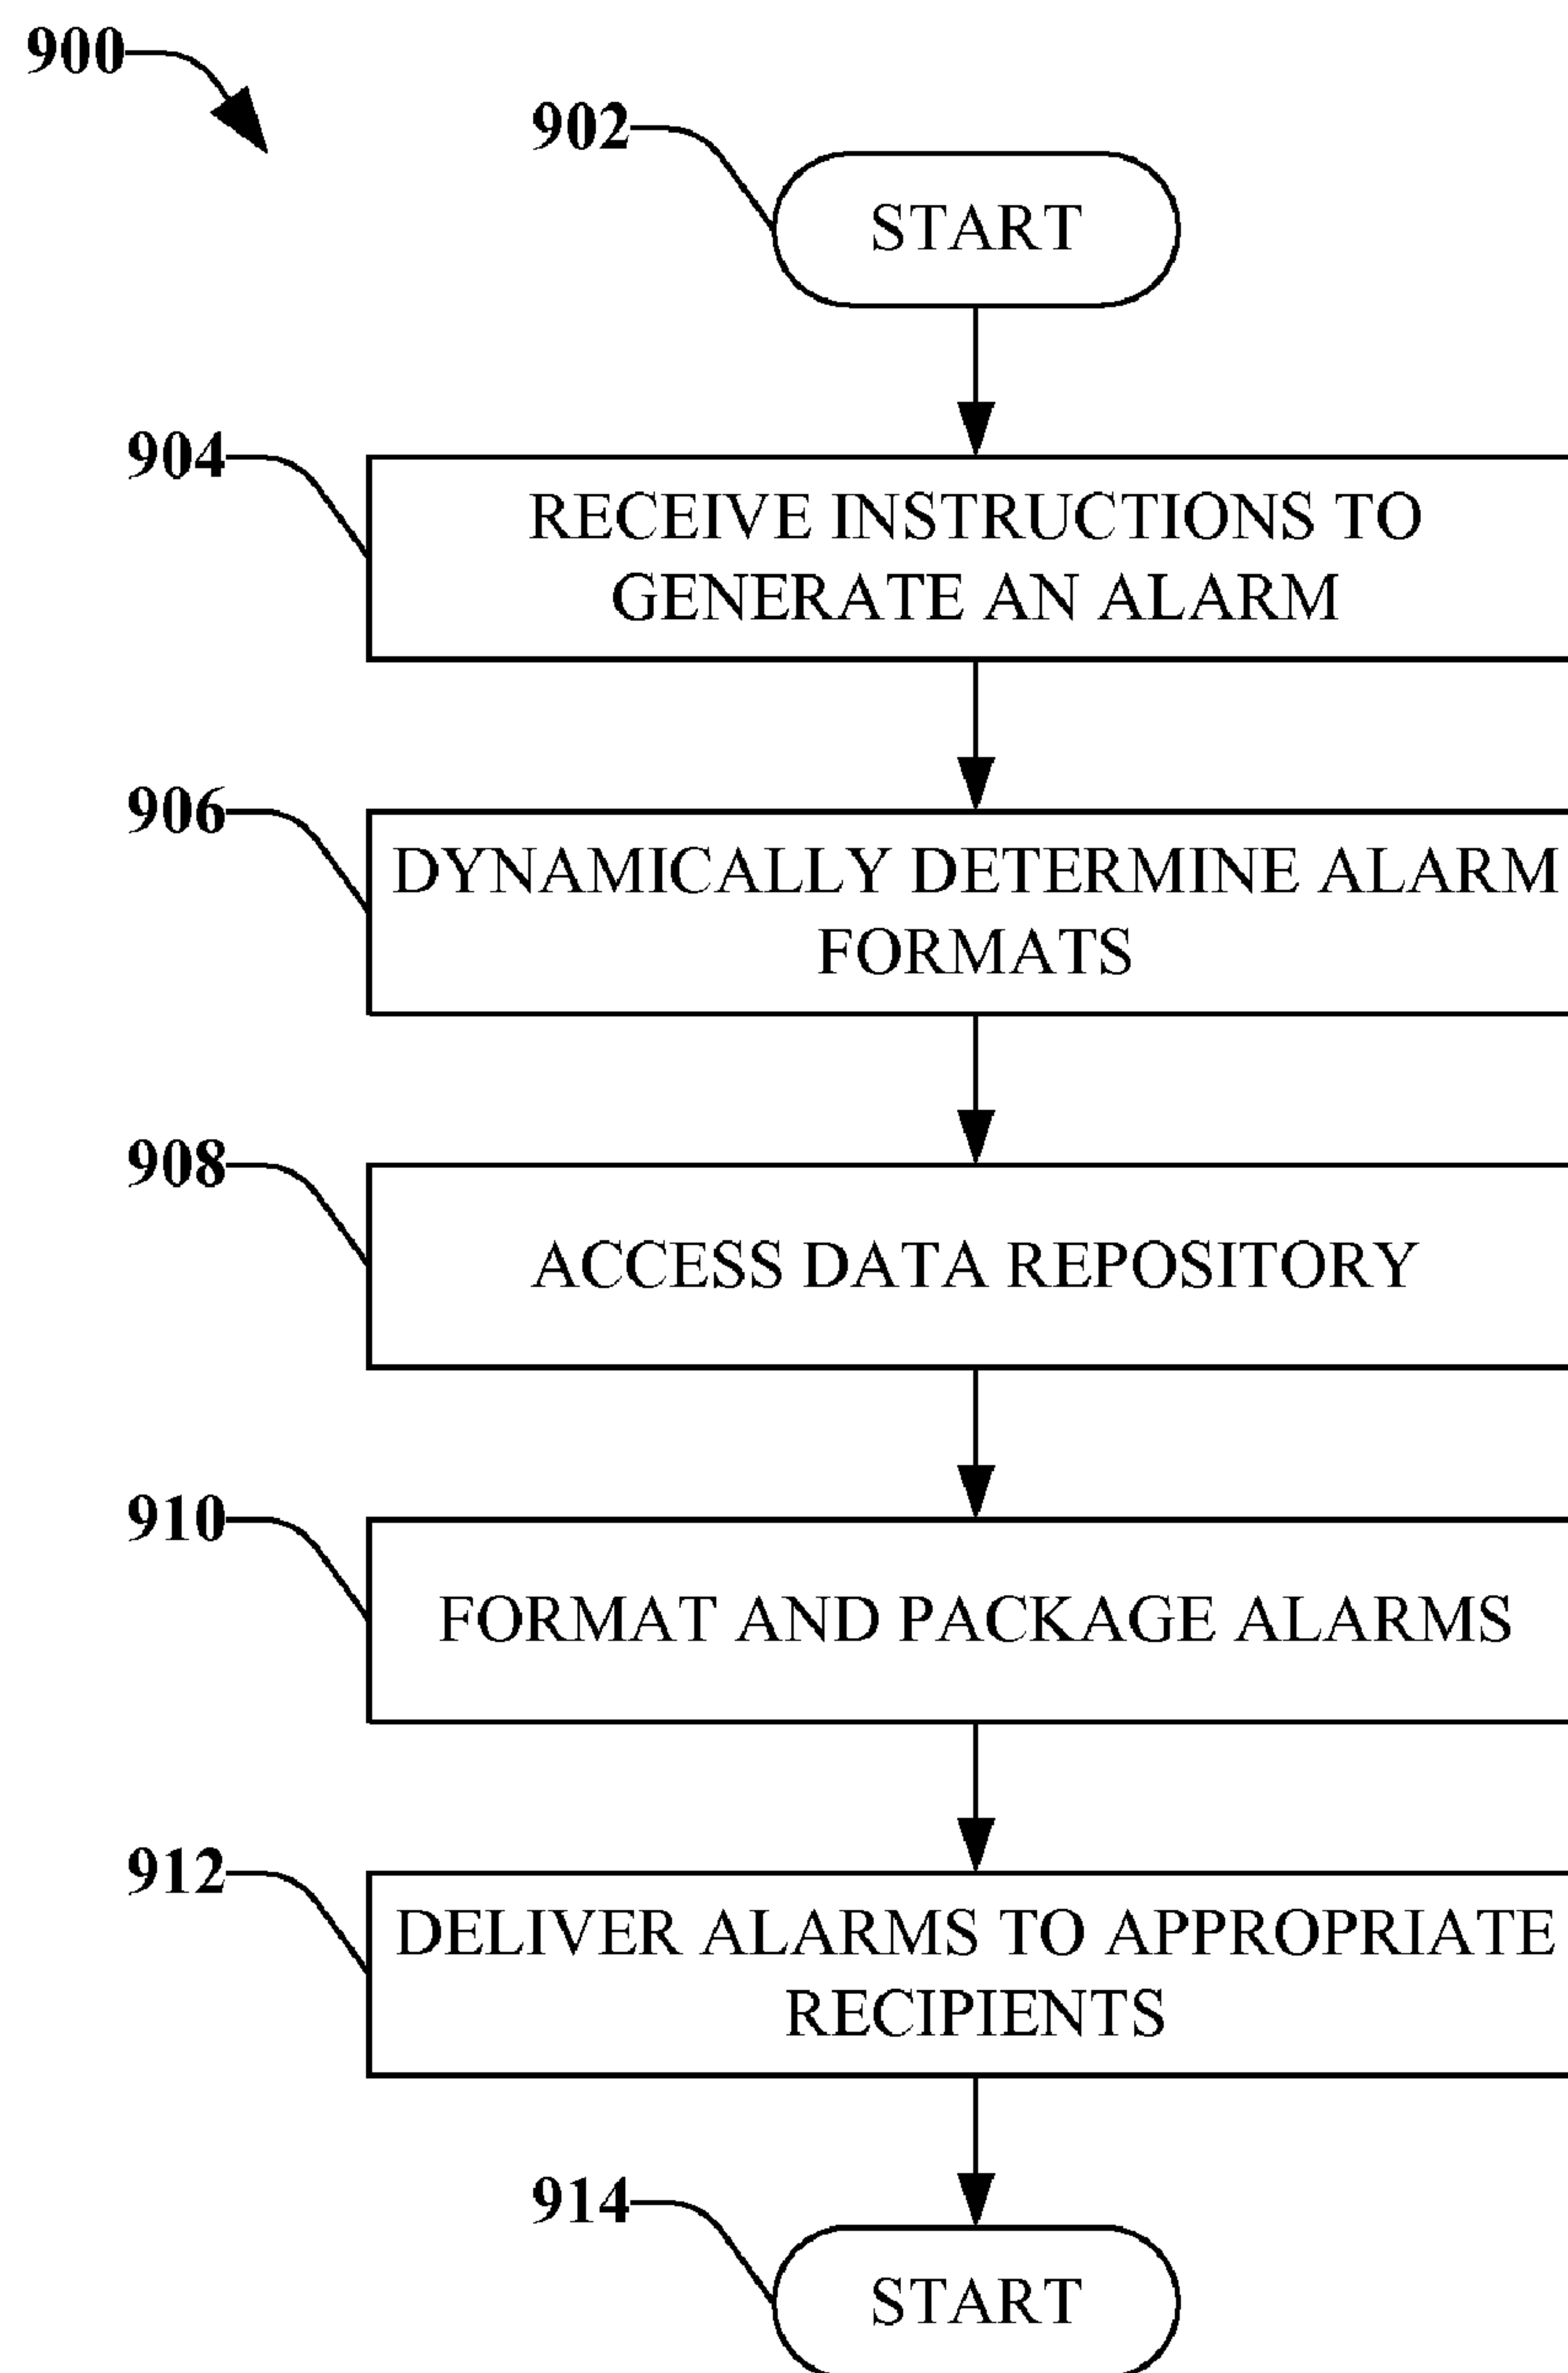 900
902
START
904
RECEIVE INSTRUCTIONS TO
GENERATE AN ALARM
906
DYNAMICALLY DETERMINE ALARM
FORMATS
908
ACCESS DATA REPOSITORY
910
FORMAT AND PACKAGE ALARMS
912
DELIVER ALARMS TO APPROPRIATE
RECIPIENTS
914
START